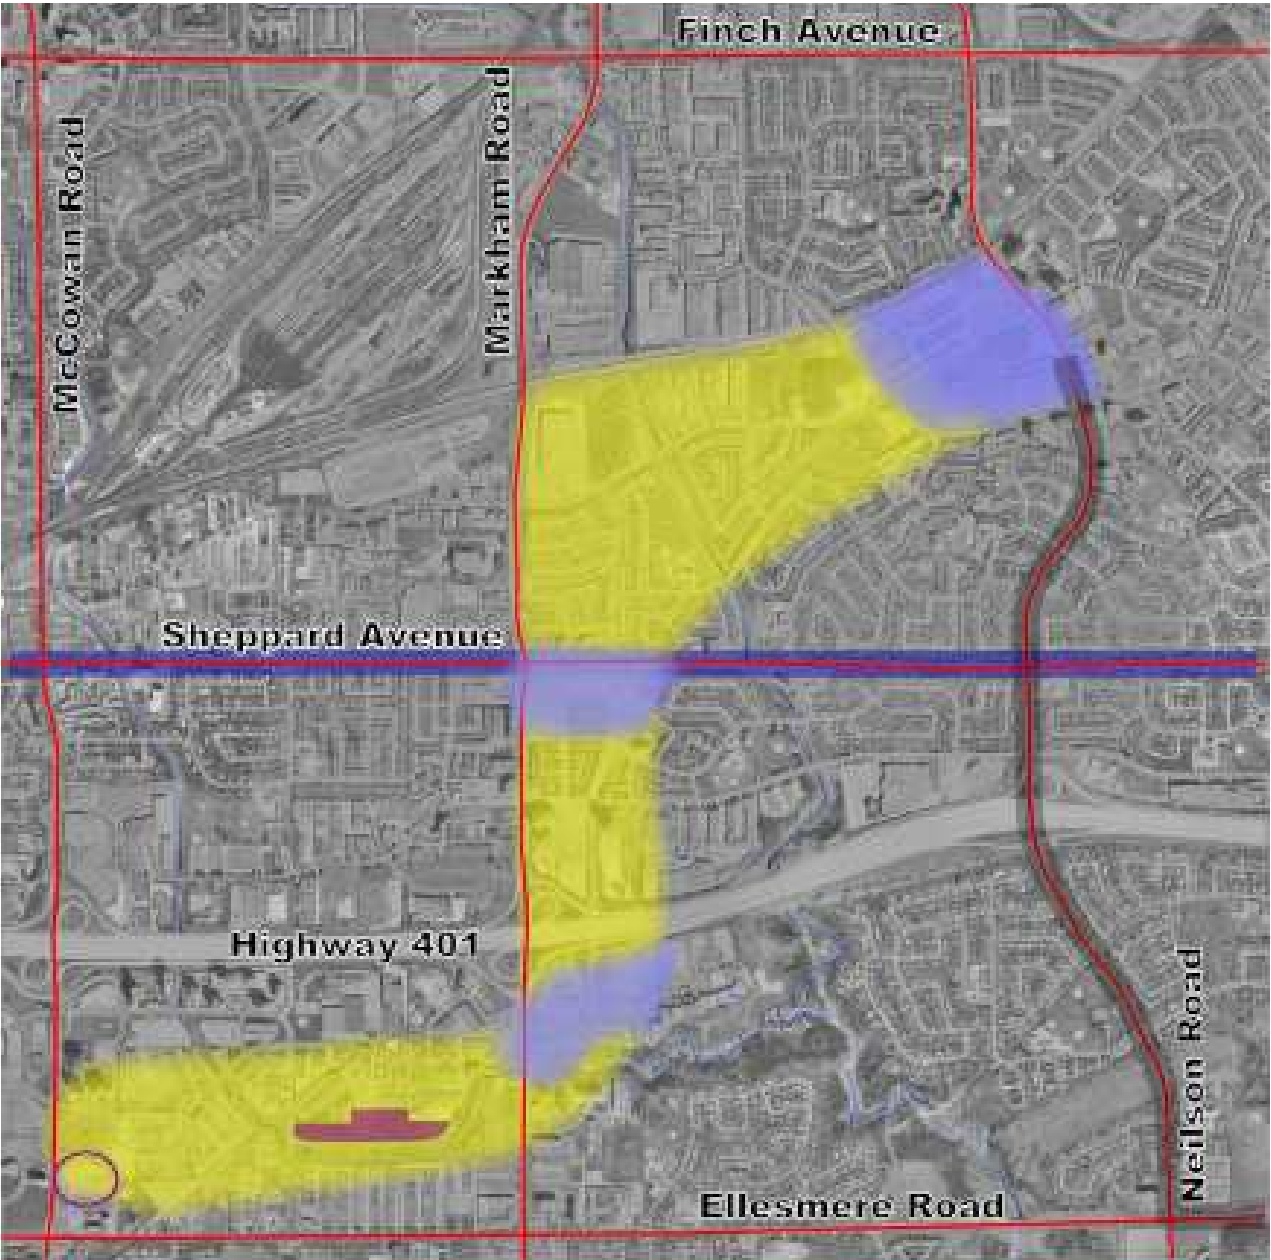 Finch Avenue
McCowan Road
Markham Road
Sheppard Avenue
Highway 401
Neilson Road
Ellesmere Road